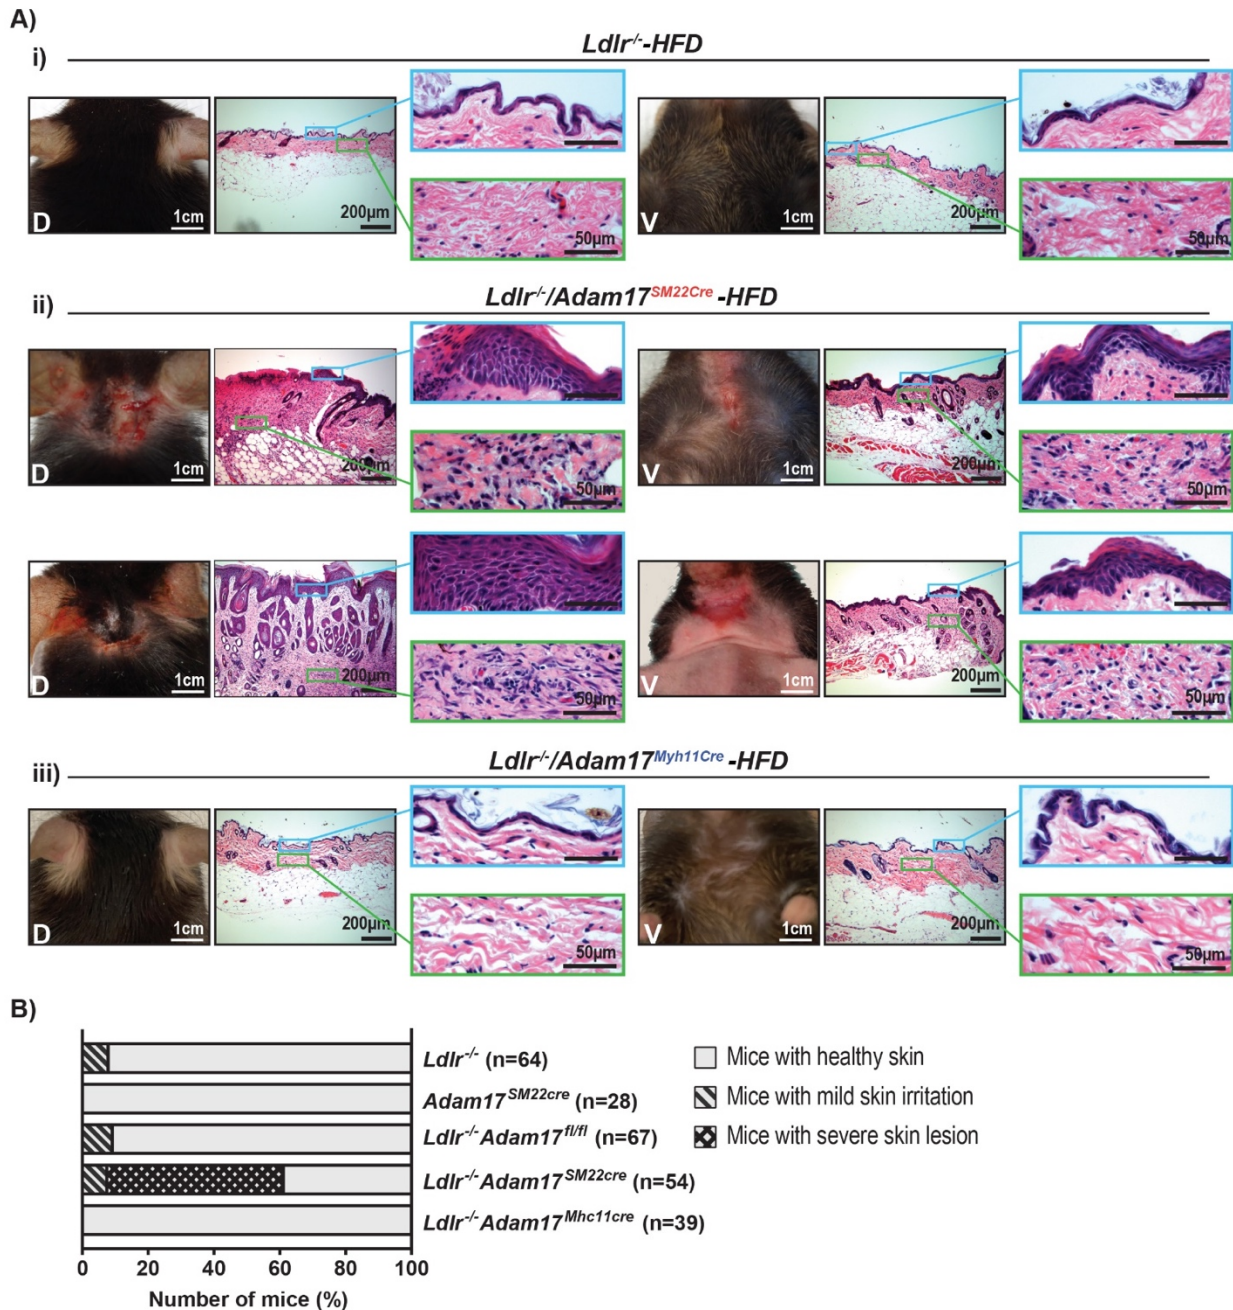 A)
Ldlr-/--HFD
i)
D 1cm 200µm 50µm V 1cm 200µm 50µm
Ldlr-/-/Adam17SM22Cre-HFD
ii)
D 1cm 200µm 50µm V 1cm 200µm 50µm
D 1cm 200µm 50µm V 1cm 200µm 50µm
Ldlr-/-/Adam17Myh11Cre-HFD
iii)
D 1cm 200µm 50µm V 1cm 200µm 50µm
B)
Ldlr-/- (n=64)
Adam17SM22cre (n=28)
Ldlr-/-Adam17fl/fl (n=67)
Ldlr-/-Adam17SM22cre (n=54)
Ldlr-/-Adam17Mhc11cre (n=39)
Mice with healthy skin
Mice with mild skin irritation
Mice with severe skin lesion
0 20 40 60 80 100
Number of mice (%)